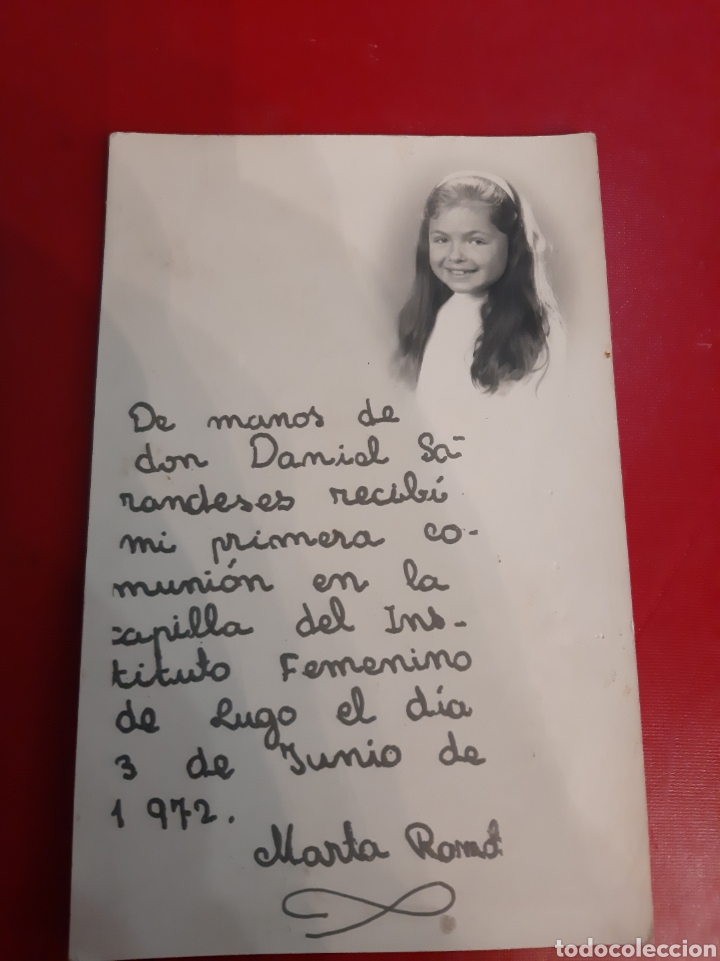 De manos de
don Daniel Sa-
randeses recibí
mi primera co-
munión en la
capilla del Ins-
tituto Femenino
de Lugo el día
3 de Junio de
1972.
Marta
todocoleccion